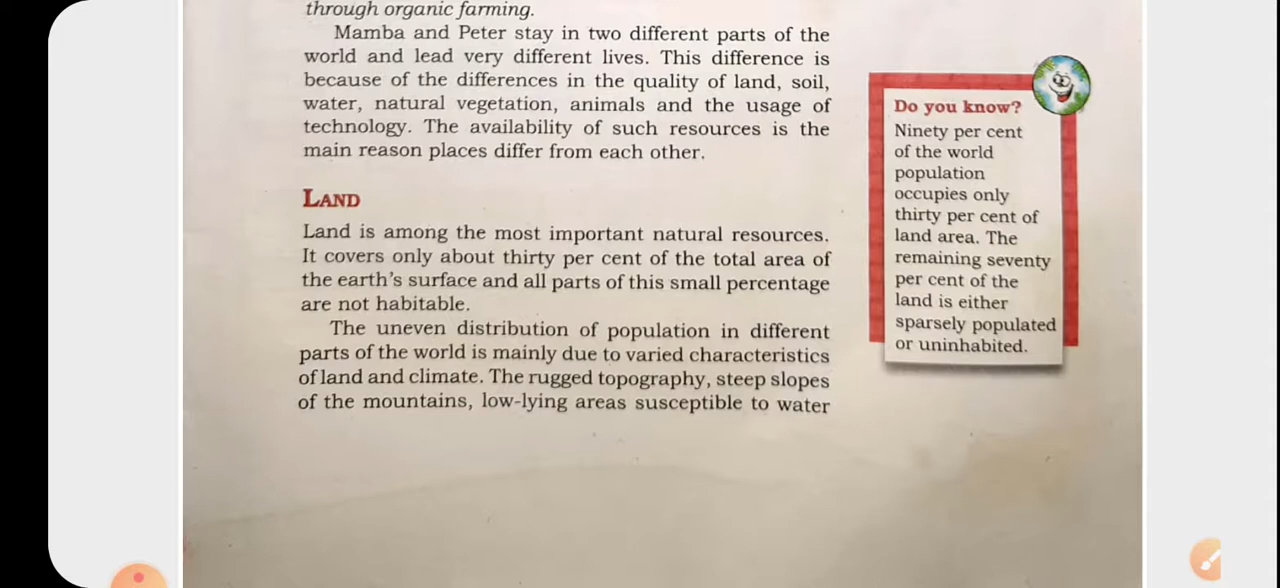 through organic farming.
Mamba and Peter stay in two different parts of the
world and lead very different lives. This difference is
because of the differences in the quality of land, soil,
water, natural vegetation, animals and the usage of
technology. The availability of such resources is the
main reason places differ from each other.
LAND
Land is among the most important natural resources.
It covers only about thirty per cent of the total area of
the earth's surface and all parts of this small percentage
are not habitable.
The uneven distribution of population in different
parts of the world is mainly due to varied characteristics
of land and climate. The rugged topography, steep slopes
of the mountains, low-lying areas susceptible to water
Do you know?
Ninety per cent
of the world
population
occupies only
thirty per cent of
land area. The
remaining seventy
per cent of the
land is either
sparsely populated
or uninhabited.